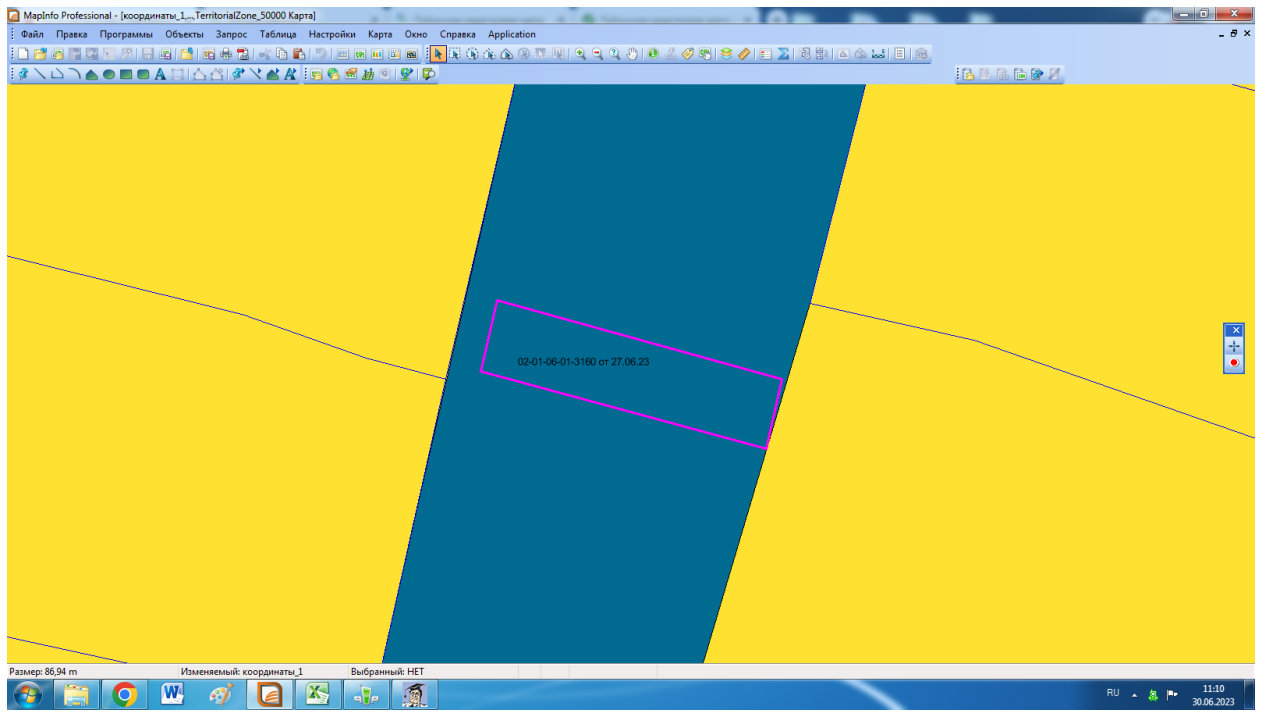 MapInfo Professional - [координаты_1,...,TerritorialZone_50000 Карта]
Файл Правка Программы Объекты Запрос Таблица Настройки Карта Окно Справка Application
02-01-06-01-3160 от 27.06.23
Размер: 86,94 m Изменяемый: координаты_1 Выбранный: НЕТ
RU 11:10
30.06.2023